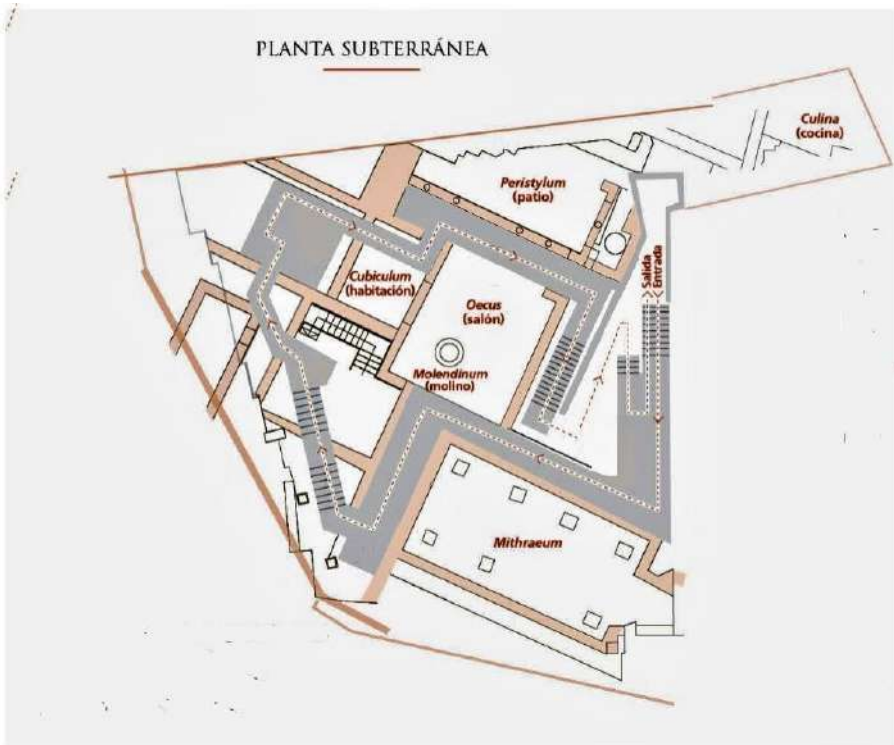 PLANTA SUBTERRÁNEA
Culina
(cocina)
Peristylum
(patio)
Salida
Entrada
Cubiculum
(habitación)
Oecus
(salón)
Molendinum
(molino)
Mithraeum